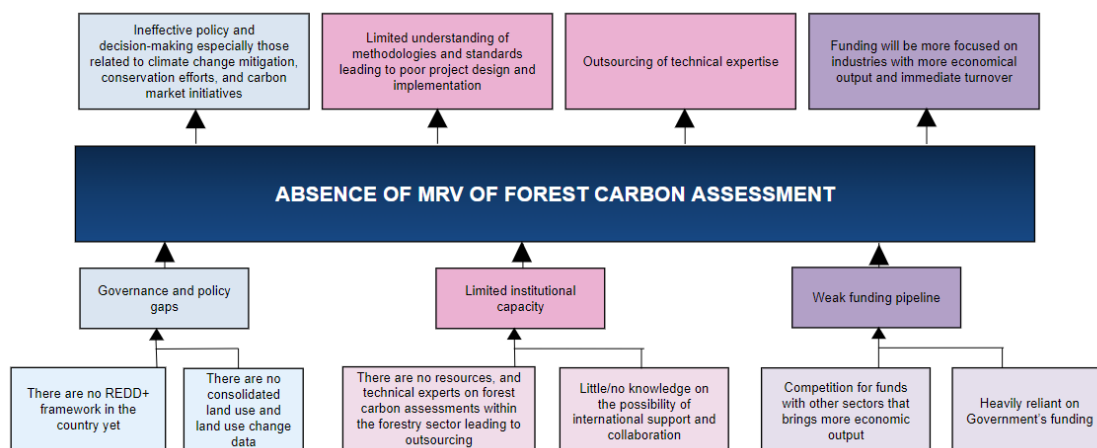 Ineffective policy and
decision-making especially those
related to climate change mitigation,
conservation efforts, and carbon
market initiatives
Limited understanding of
methodologies and standards
leading to poor project design and
implementation
Outsourcing of technical expertise
Funding will be more focused on
industries with more economical
output and immediate turnover
ABSENCE OF MRV OF FOREST CARBON ASSESSMENT
Governance and policy
gaps
Limited institutional
capacity
Weak funding pipeline
There are no REDD+
framework in the
country yet
There are no
consolidated
land use and
land use change
data
There are no resources, and
technical experts on forest
carbon assessments within
the forestry sector leading to
outsourcing
Little/no knowledge on
the possibility of
international support and
collaboration
Competition for funds
with other sectors that
brings more economic
output
Heavily reliant on
Government's funding